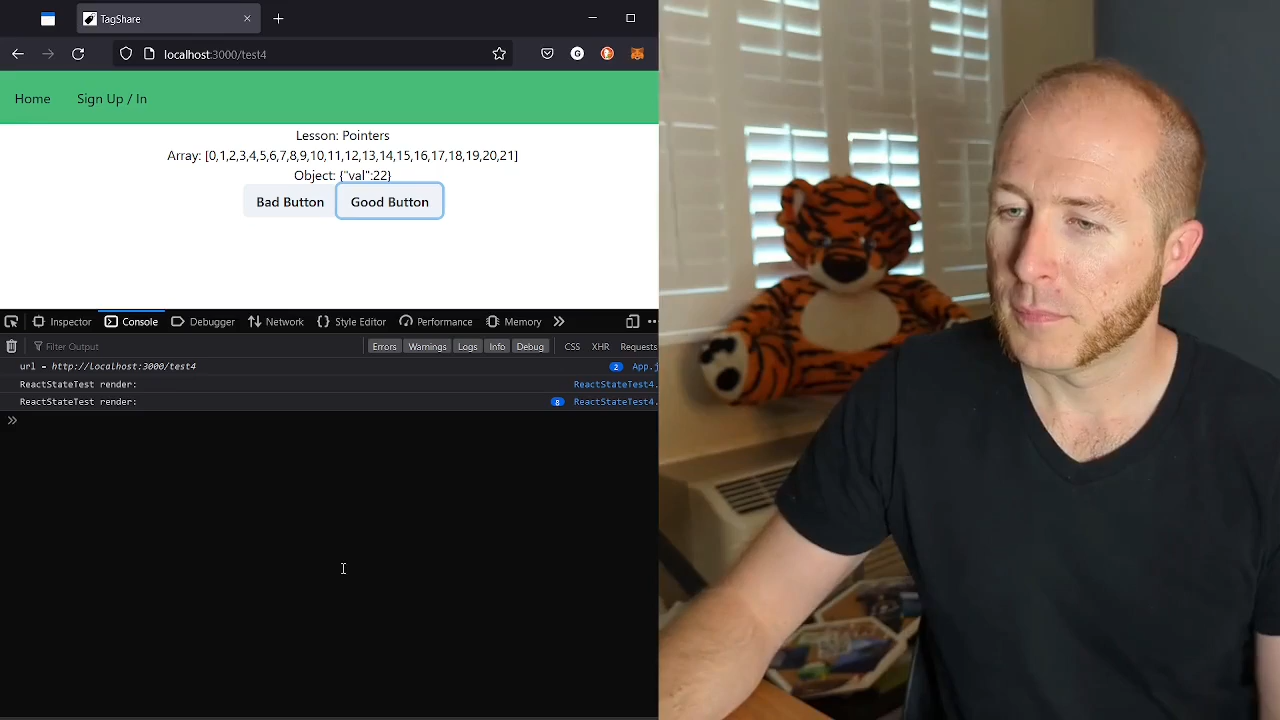 TagShare
localhost:3000/test4
G
Home Sign Up / In
Lesson: Pointers
Array: [0,1,2,3,4,5,6,7,8,9,10,11,12,13,14,15,16,17,18,19,20,21]
Object: {"val":22}
Bad Button Good Button
Inspector Console Debugger Network Style Editor Performance Memory
Filter Output Errors Warnings Logs Info Debug CSS XHR Requests
url = http://localhost:3000/test4 2 App.j
ReactStateTest render: ReactStateTest4.
ReactStateTest render: 8 ReactStateTest4.